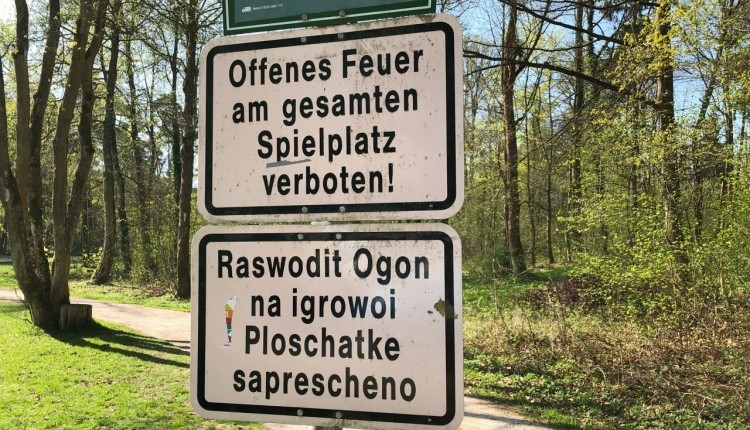 Offenes Feuer
am gesamten
Spielplatz
verboten!
Raswodit Ogon
na igrowoi
Ploschatke
saprescheno